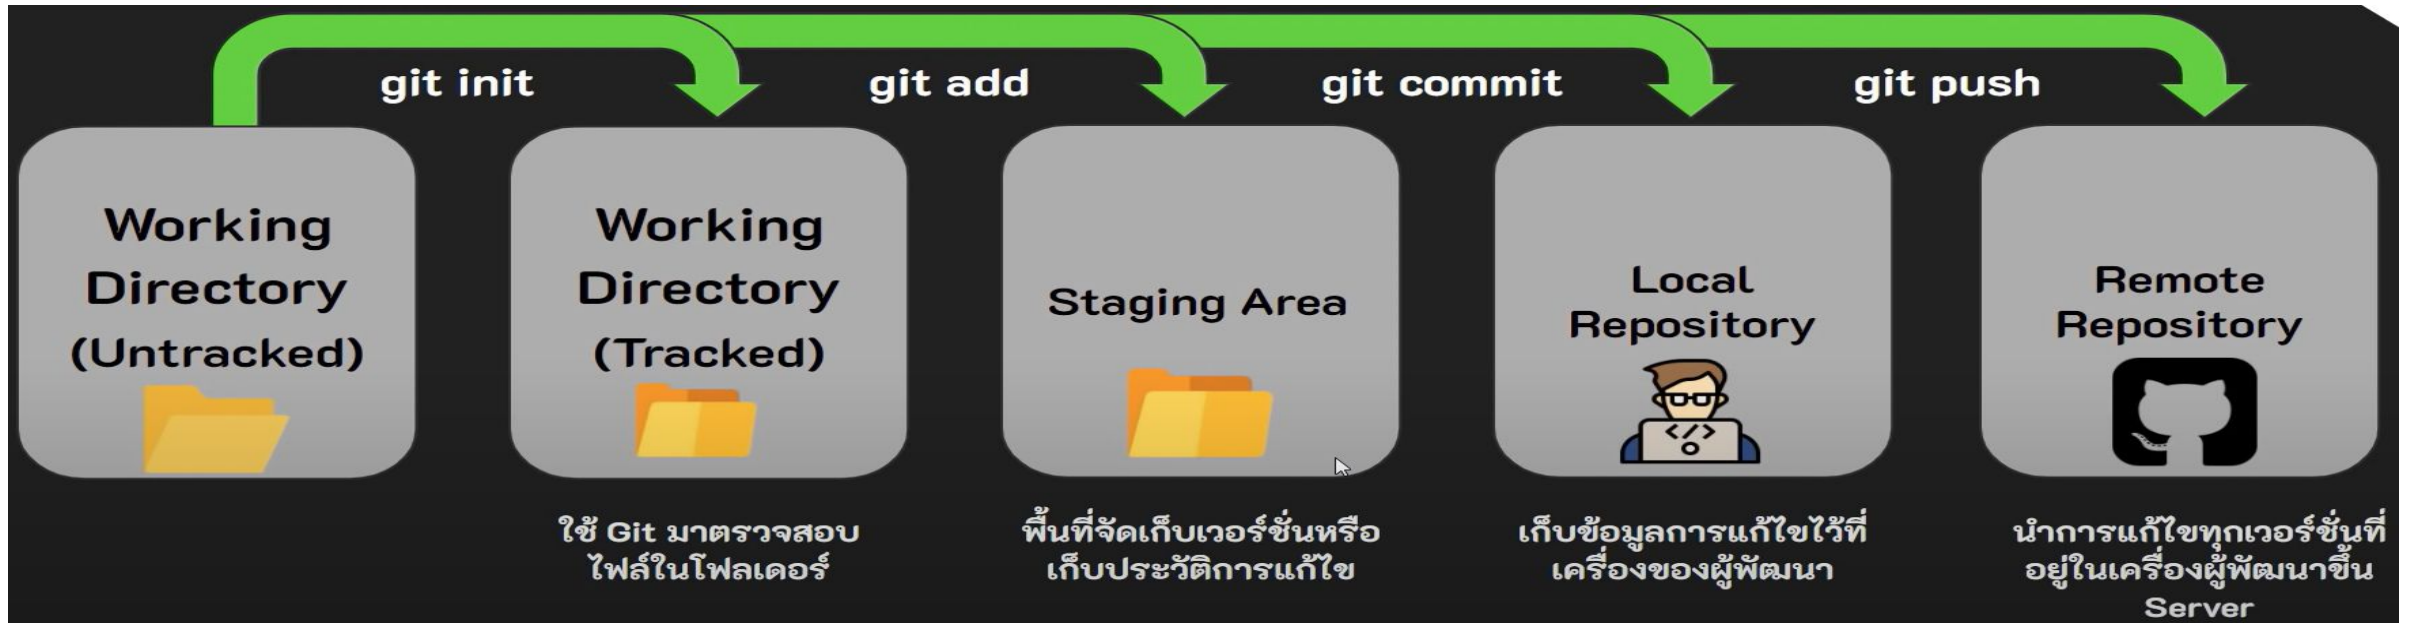 git init
git add
git commit
git push
Working
Directory
(Untracked)
Working
Directory
(Tracked)
Staging Area
Local
Repository
</>
Remote
Repository
ใช้ Git มาตรวจสอบ
ไฟล์ในโฟลเดอร์
พื้นที่จัดเก็บเวอร์ชั่นหรือ
เก็บประวัติการแก้ไข
เก็บข้อมูลการแก้ไขไว้ที่
เครื่องของผู้พัฒนา
นำการแก้ไขทุกเวอร์ชั่นที่
อยู่ในเครื่องผู้พัฒนาขึ้น
Server